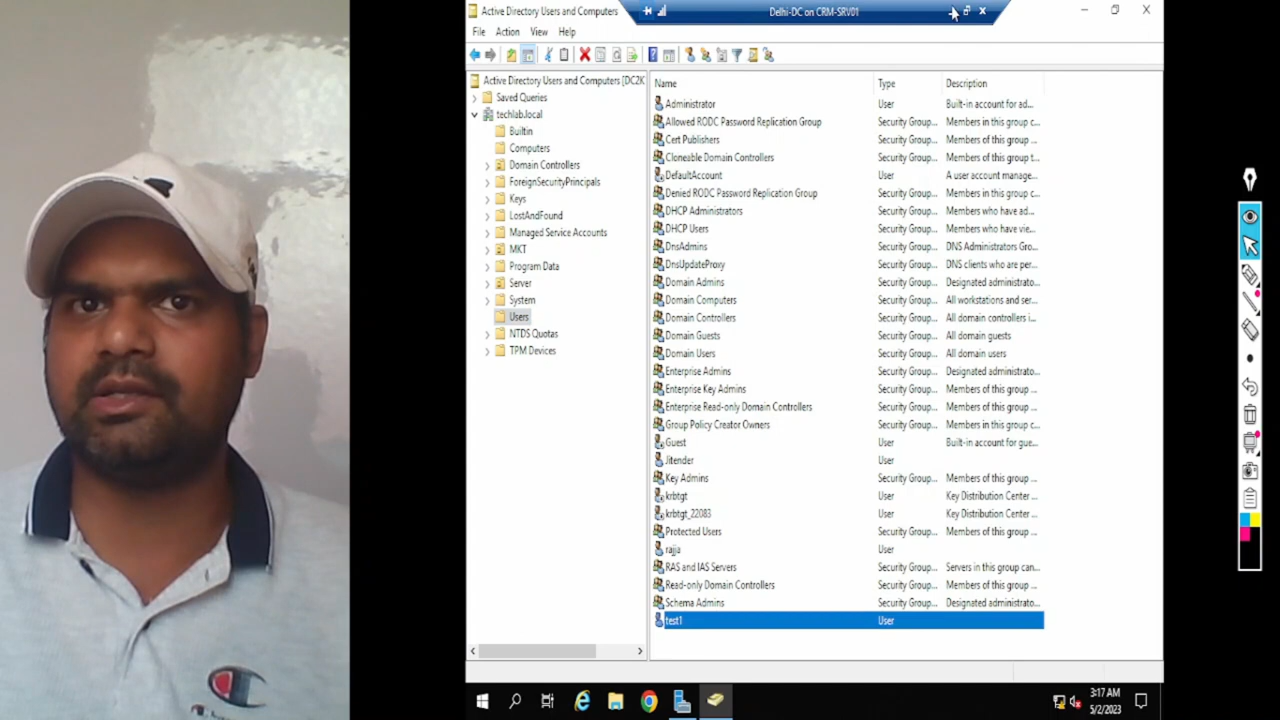 Active Directory Users and Computers
Delhi-DC on CRM-SRV01
File Action View Help
Active Directory Users and Computers [DC2K
Saved Queries
techlab.local
Builtin
Computers
Domain Controllers
ForeignSecurityPrincipals
Keys
LostAndFound
Managed Service Accounts
MKT
Program Data
Server
System
Users
NTDS Quotas
TPM Devices
Name Type Description
Administrator User Built-in account for ad...
Allowed RODC Password Replication Group Security Group... Members in this group c...
Cert Publishers Security Group... Members of this group ...
Cloneable Domain Controllers Security Group... Members of this group t...
DefaultAccount User A user account manage...
Denied RODC Password Replication Group Security Group... Members in this group c...
DHCP Administrators Security Group... Members who have ad...
DHCP Users Security Group... Members who have vie...
DnsAdmins Security Group... DNS Administrators Gro...
DnsUpdateProxy Security Group... DNS clients who are per...
Domain Admins Security Group... Designated administrato...
Domain Computers Security Group... All workstations and ser...
Domain Controllers Security Group... All domain controllers i...
Domain Guests Security Group... All domain guests
Domain Users Security Group... All domain users
Enterprise Admins Security Group... Designated administrato...
Enterprise Key Admins Security Group... Members of this group ...
Enterprise Read-only Domain Controllers Security Group... Members of this group ...
Group Policy Creator Owners Security Group... Members in this group c...
Guest User Built-in account for gue...
Jitender User
Key Admins Security Group... Members of this group ...
krbtgt User Key Distribution Center ...
krbtgt_22083 User Key Distribution Center ...
Protected Users Security Group... Members of this group ...
rajja User
RAS and IAS Servers Security Group... Servers in this group can...
Read-only Domain Controllers Security Group... Members of this group ...
Schema Admins Security Group... Designated administrato...
test1 User
3:17 AM
5/2/2023